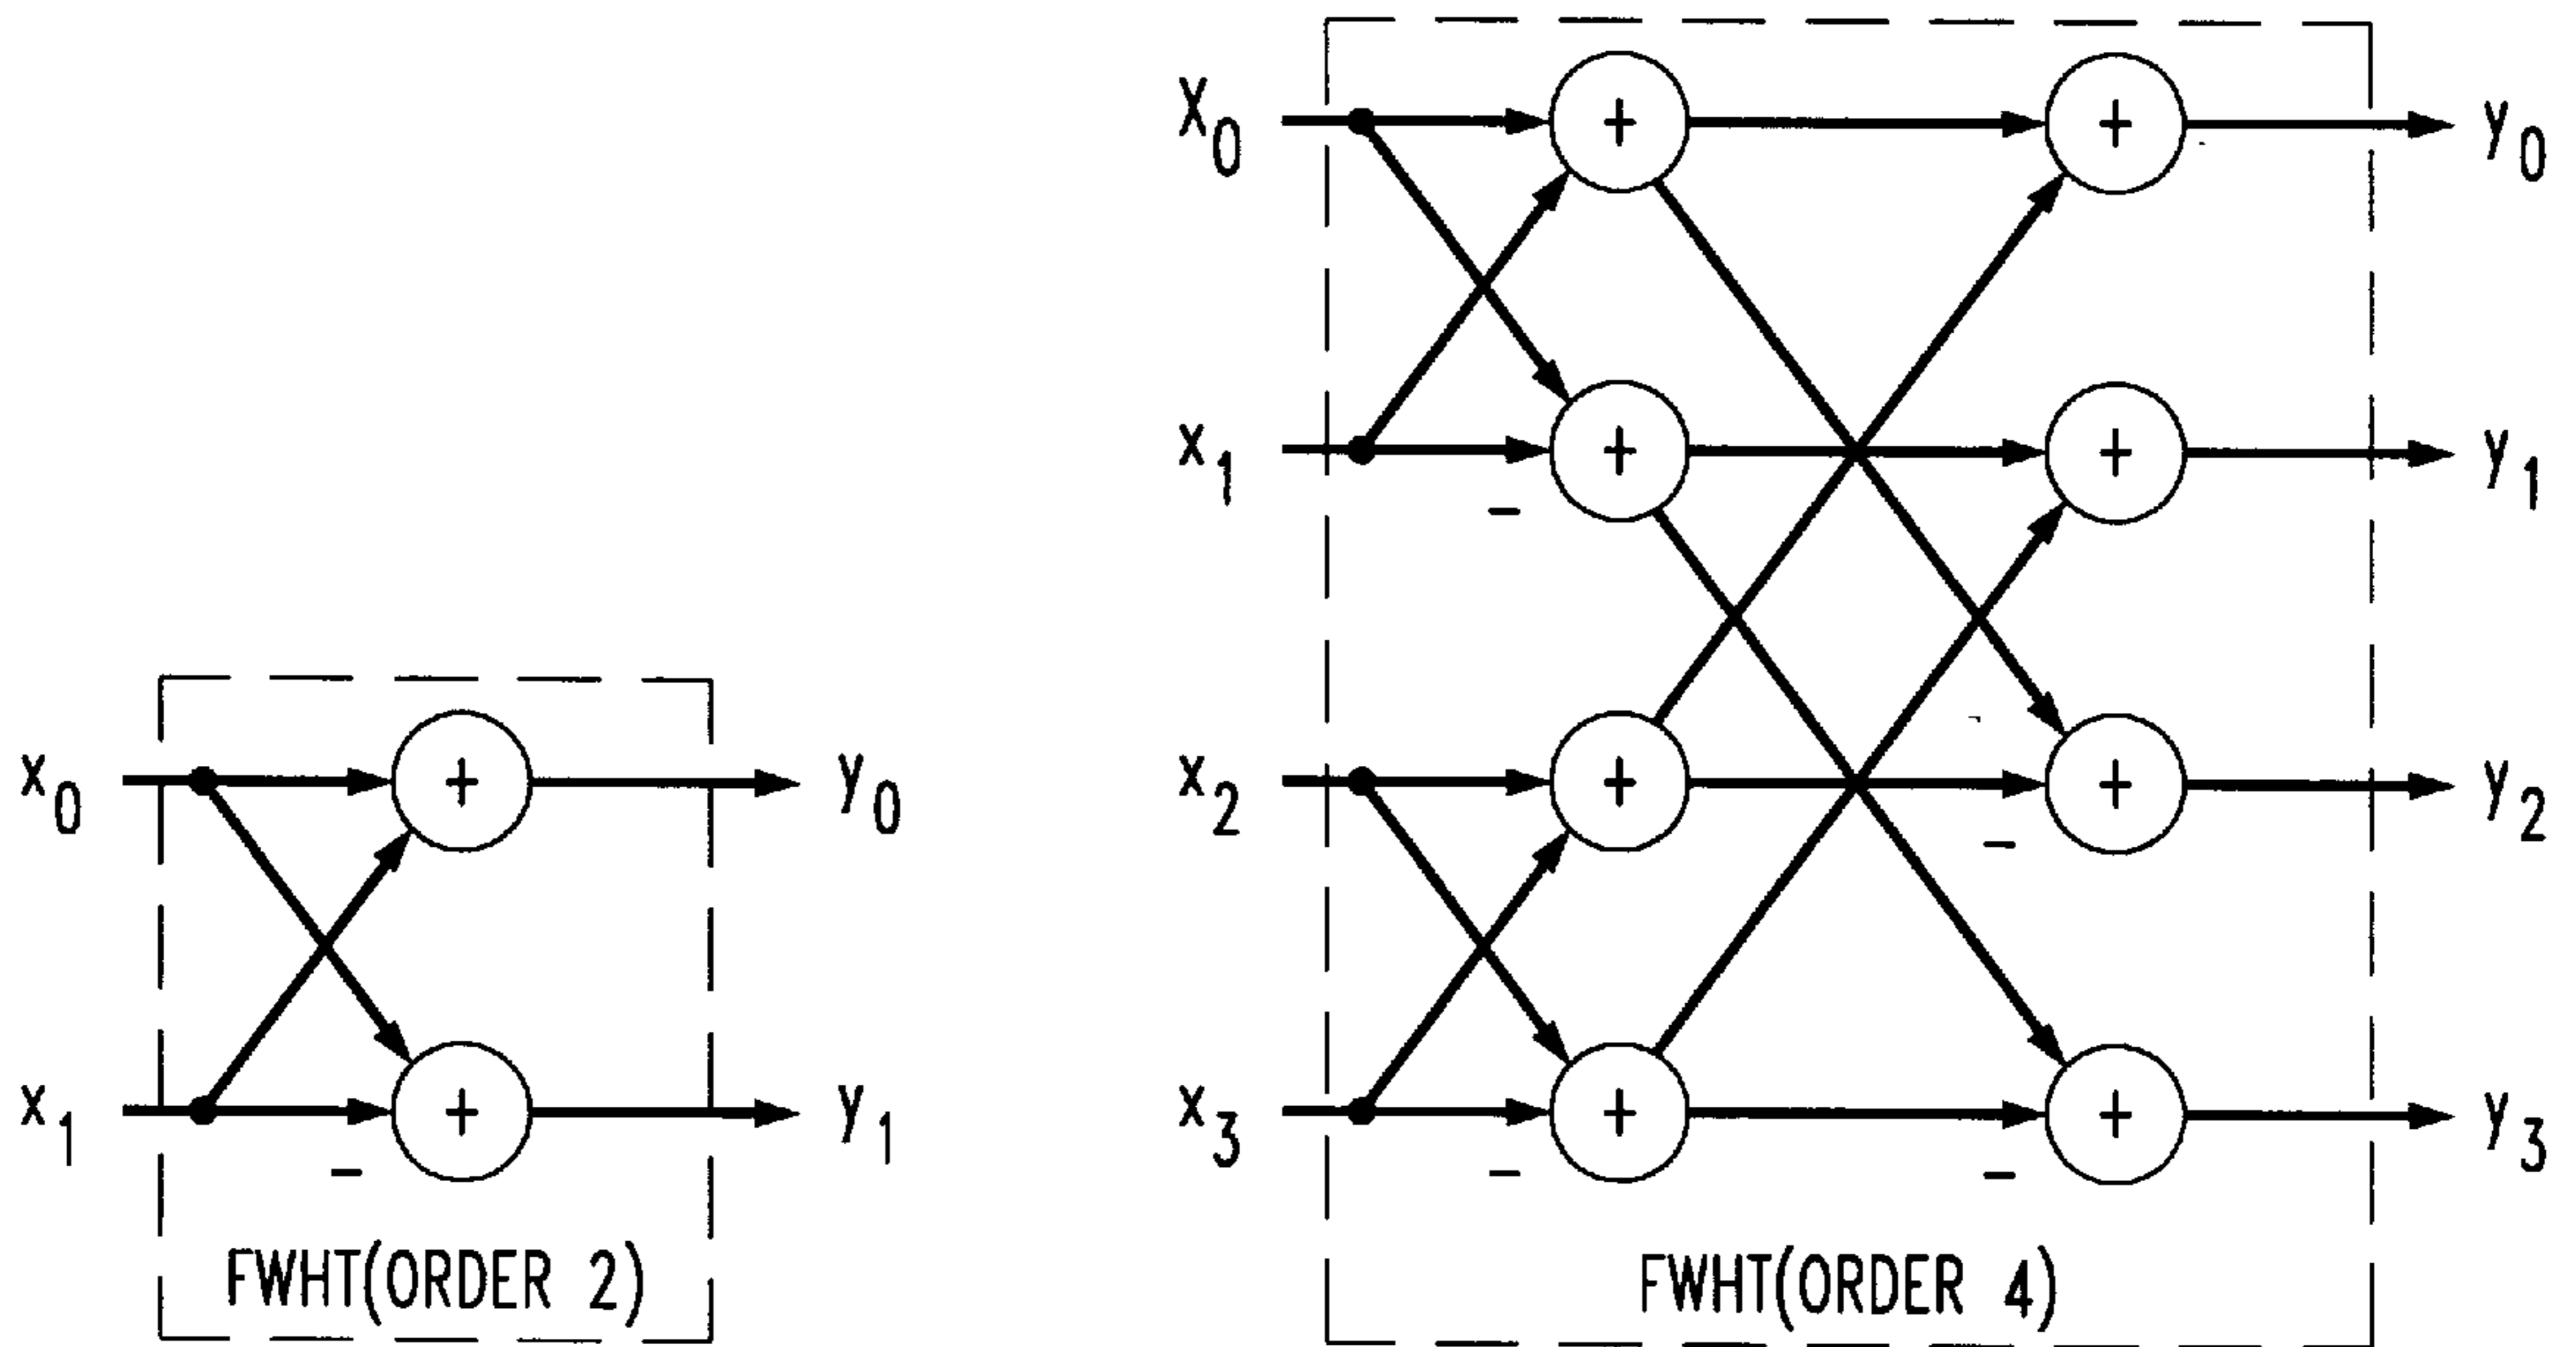 x0 + y0
x1 + y1
-
FWHT(ORDER 2)
X0 + + y0
x1 + + y1
-
x2 + + y2
-
x3 + + y3
- -
FWHT(ORDER 4)